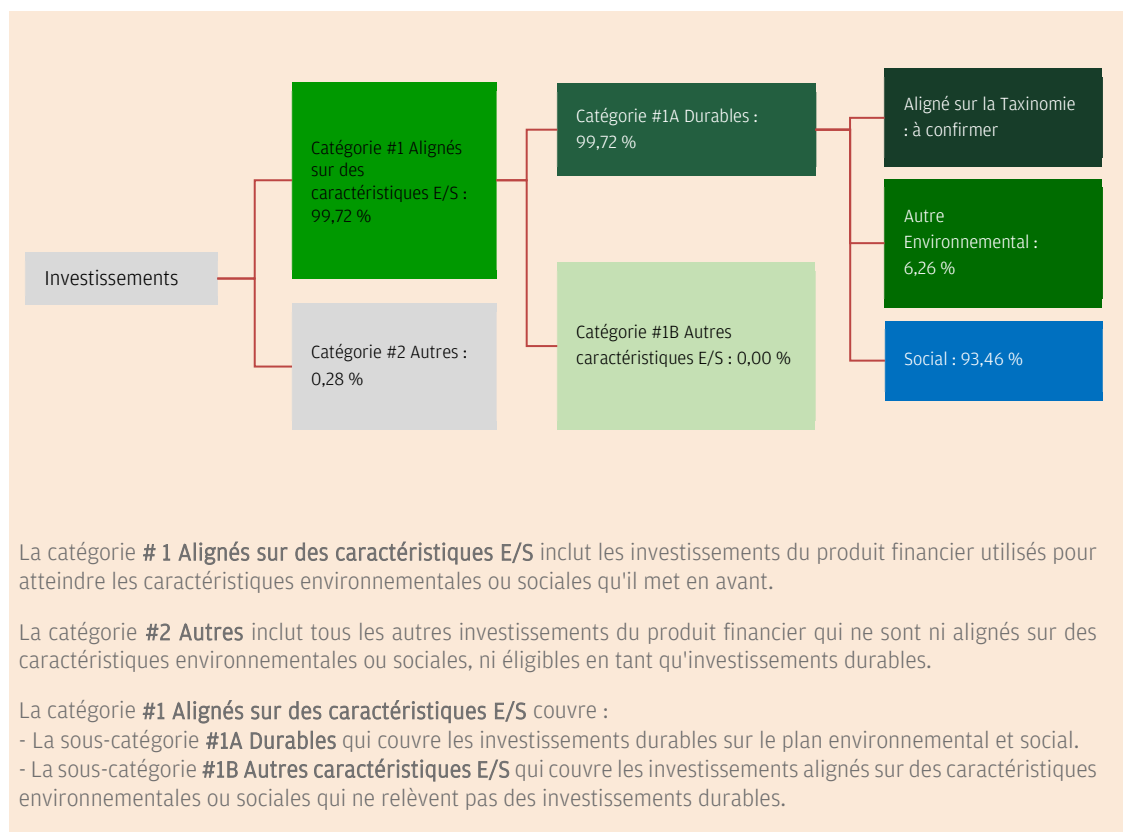 Investissements
Catégorie #1 Alignés
sur des
caractéristiques E/S :
99,72 %
Catégorie #2 Autres :
0,28 %
Catégorie #1A Durables :
99,72 %
Catégorie #1B Autres
caractéristiques E/S : 0,00 %
Aligné sur la Taxinomie
: à confirmer
Autre
Environnemental :
6,26 %
Social : 93,46 %
La catégorie # 1 Alignés sur des caractéristiques E/S inclut les investissements du produit financier utilisés pour
atteindre les caractéristiques environnementales ou sociales qu'il met en avant.
La catégorie #2 Autres inclut tous les autres investissements du produit financier qui ne sont ni alignés sur des
caractéristiques environnementales ou sociales, ni éligibles en tant qu'investissements durables.
La catégorie #1 Alignés sur des caractéristiques E/S couvre :
- La sous-catégorie #1A Durables qui couvre les investissements durables sur le plan environnemental et social.
- La sous-catégorie #1B Autres caractéristiques E/S qui couvre les investissements alignés sur des caractéristiques
environnementales ou sociales qui ne relèvent pas des investissements durables.